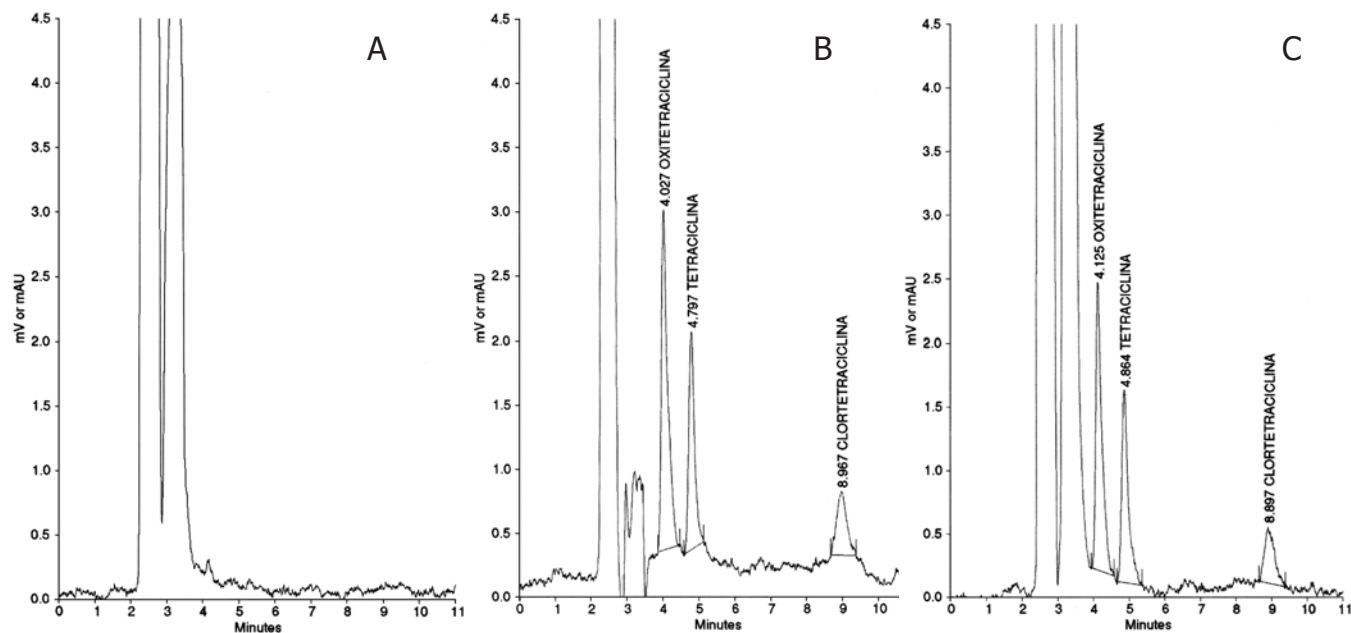 A
4.5
4.0
3.5
3.0
2.5
2.0
1.5
1.0
0.5
0.0
mV or mAU
0 1 2 3 4 5 6 7 8 9 10 11
Minutes
B
4.5
4.0
3.5
3.0
2.5
2.0
1.5
1.0
0.5
0.0
mV or mAU
4.027 OXITETRACICLINA
4.797 TETRACICLINA
8.967 CLORTETRACICLINA
0 1 2 3 4 5 6 7 8 9 10
Minutes
C
4.5
4.0
3.5
3.0
2.5
2.0
1.5
1.0
0.5
0.0
mV or mAU
4.125 OXITETRACICLINA
4.864 TETRACICLINA
8.897 CLORTETRACICLINA
0 1 2 3 4 5 6 7 8 9 10 11
Minutes